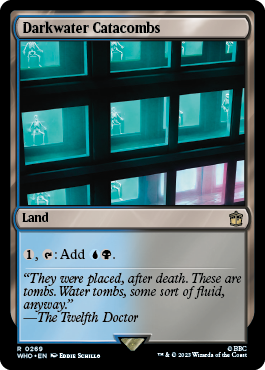 Darkwater Catacombs
Land
1, T: Add UB.
“They were placed, after death. These are
tombs. Water tombs, some sort of fluid,
anyway.”
—The Twelfth Doctor
R 0269
WHO • EN Eddie Schillo
© BBC
™ & © 2023 Wizards of the Coast